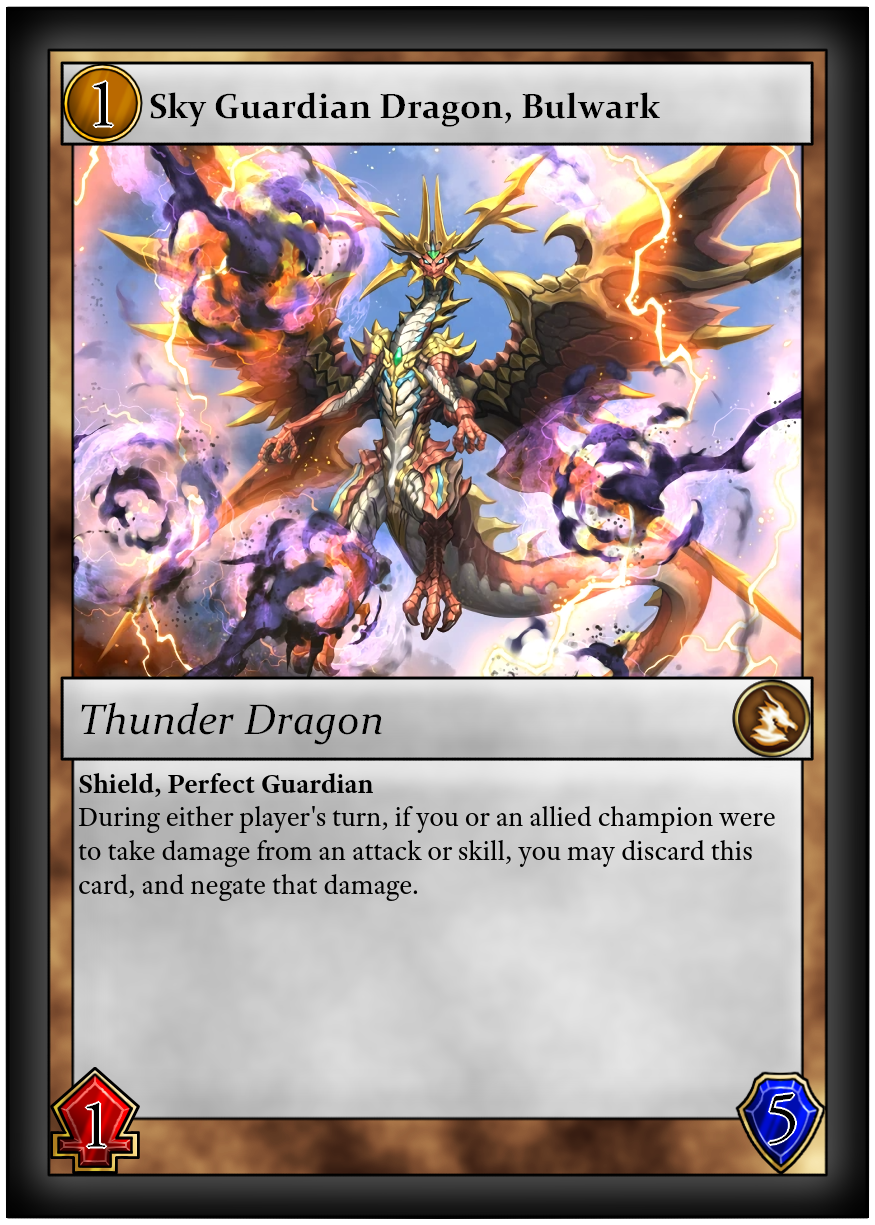 1
Sky Guardian Dragon, Bulwark
Thunder Dragon
Shield, Perfect Guardian
During either player's turn, if you or an allied champion were
to take damage from an attack or skill, you may discard this
card, and negate that damage.
1
5